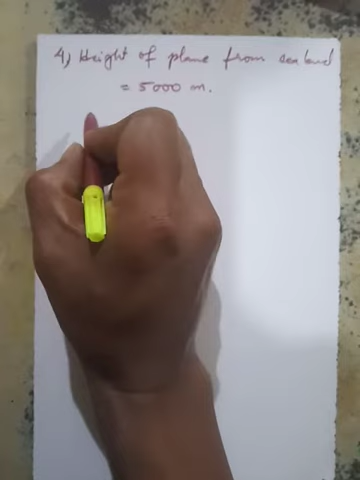 4) Height of plane from sea level
= 5000 m.